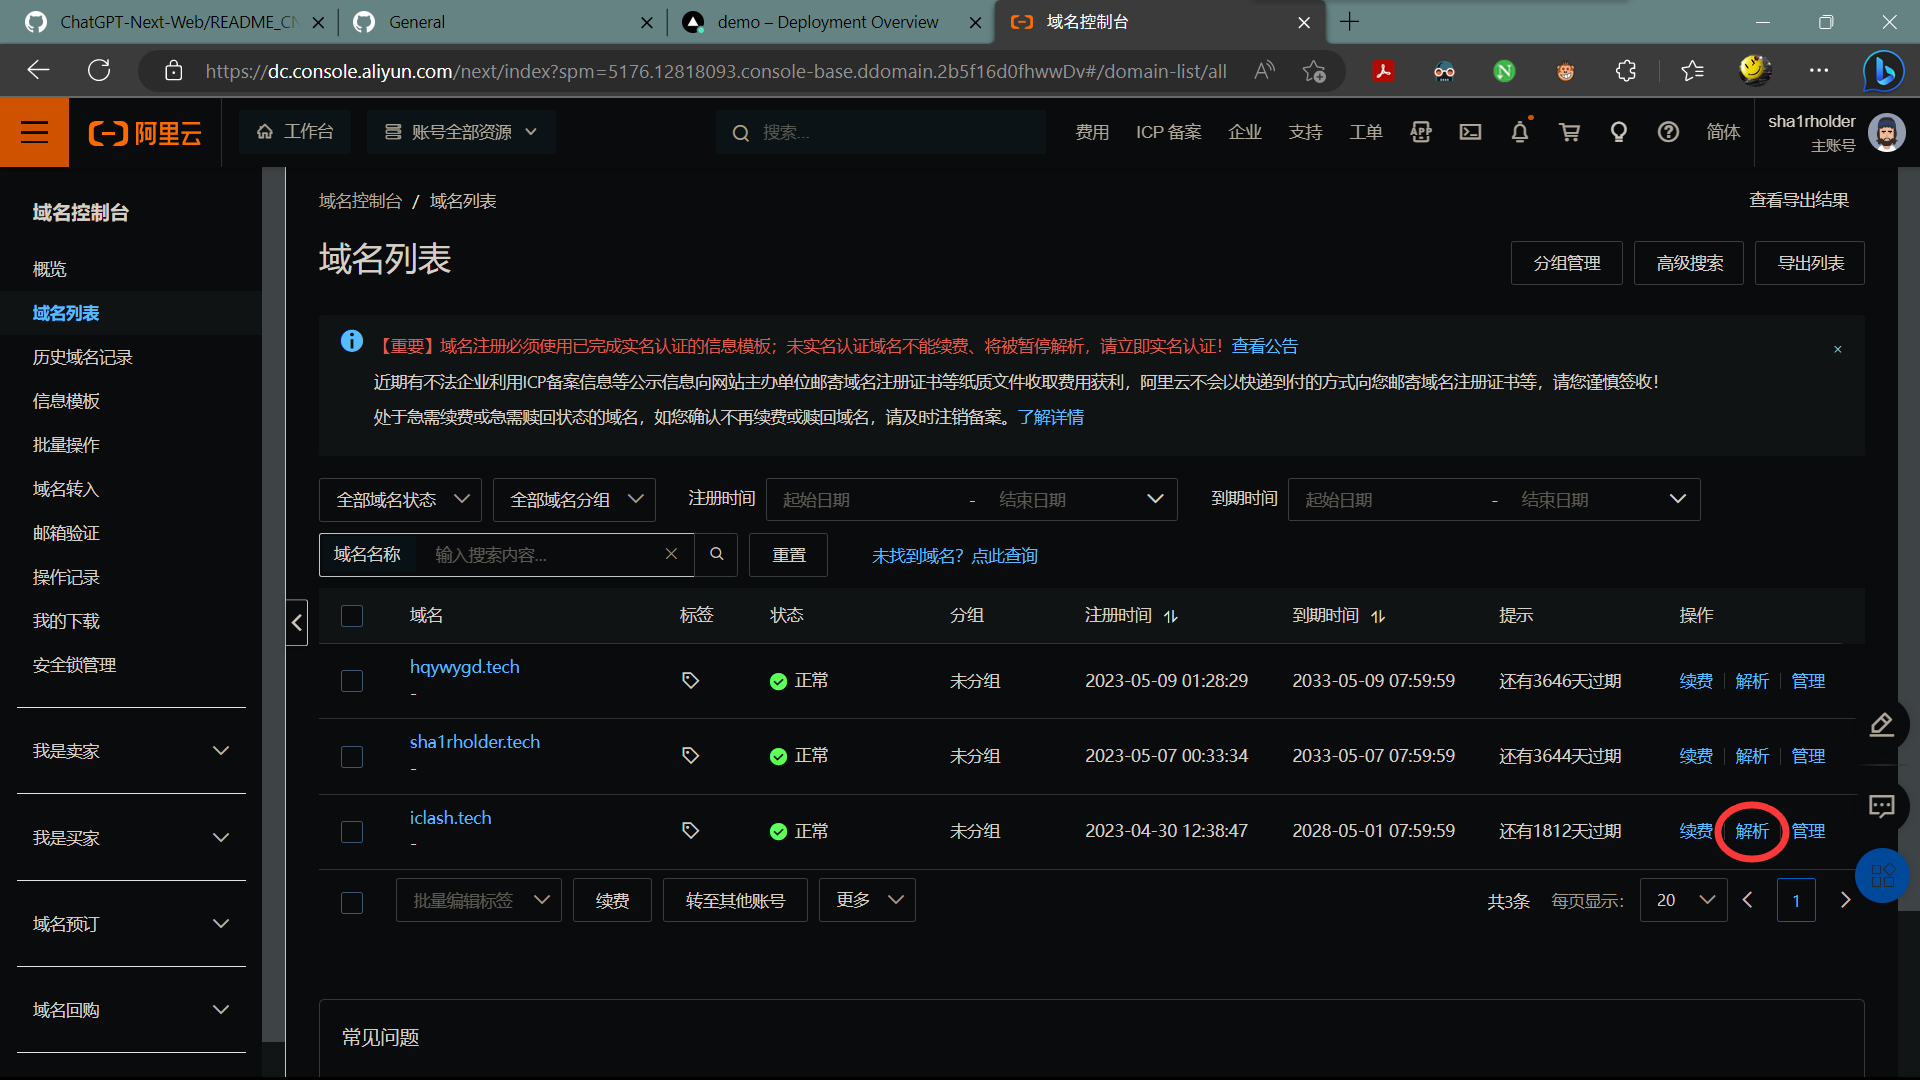 ChatGPT-Next-Web/README_CN
General
demo – Deployment Overview
域名控制台
https://dc.console.aliyun.com/next/index?spm=5176.12818093.console-base.ddomain.2b5f16d0fhwwDv#/domain-list/all
阿里云
工作台
账号全部资源
搜索...
费用
ICP 备案
企业
支持
工单
APP
简体
sha1rholder
主账号
域名控制台
概览
域名列表
历史域名记录
信息模板
批量操作
域名转入
邮箱验证
操作记录
我的下载
安全锁管理
我是卖家
我是买家
域名预订
域名回购
域名控制台 / 域名列表
查看导出结果
域名列表
分组管理
高级搜索
导出列表
【重要】域名注册必须使用已完成实名认证的信息模板；未实名认证域名不能续费、将被暂停解析，请立即实名认证！查看公告
近期有不法企业利用ICP备案信息等公示信息向网站主办单位邮寄域名注册证书等纸质文件收取费用获利，阿里云不会以快递到付的方式向您邮寄域名注册证书等，请您谨慎签收！
处于急需续费或急需赎回状态的域名，如您确认不再续费或赎回域名，请及时注销备案。了解详情
全部域名状态
全部域名分组
注册时间
起始日期 - 结束日期
到期时间
起始日期 - 结束日期
域名名称
输入搜索内容...
重置
未找到域名？点此查询
域名 标签 状态 分组 注册时间 到期时间 提示 操作
hqywygd.tech 正常 未分组 2023-05-09 01:28:29 2033-05-09 07:59:59 还有3646天过期 续费 解析 管理
-
sha1rholder.tech 正常 未分组 2023-05-07 00:33:34 2033-05-07 07:59:59 还有3644天过期 续费 解析 管理
-
iclash.tech 正常 未分组 2023-04-30 12:38:47 2028-05-01 07:59:59 还有1812天过期 续费 解析 管理
-
批量编辑标签
续费
转至其他账号
更多
共3条
每页显示：
20
1
常见问题